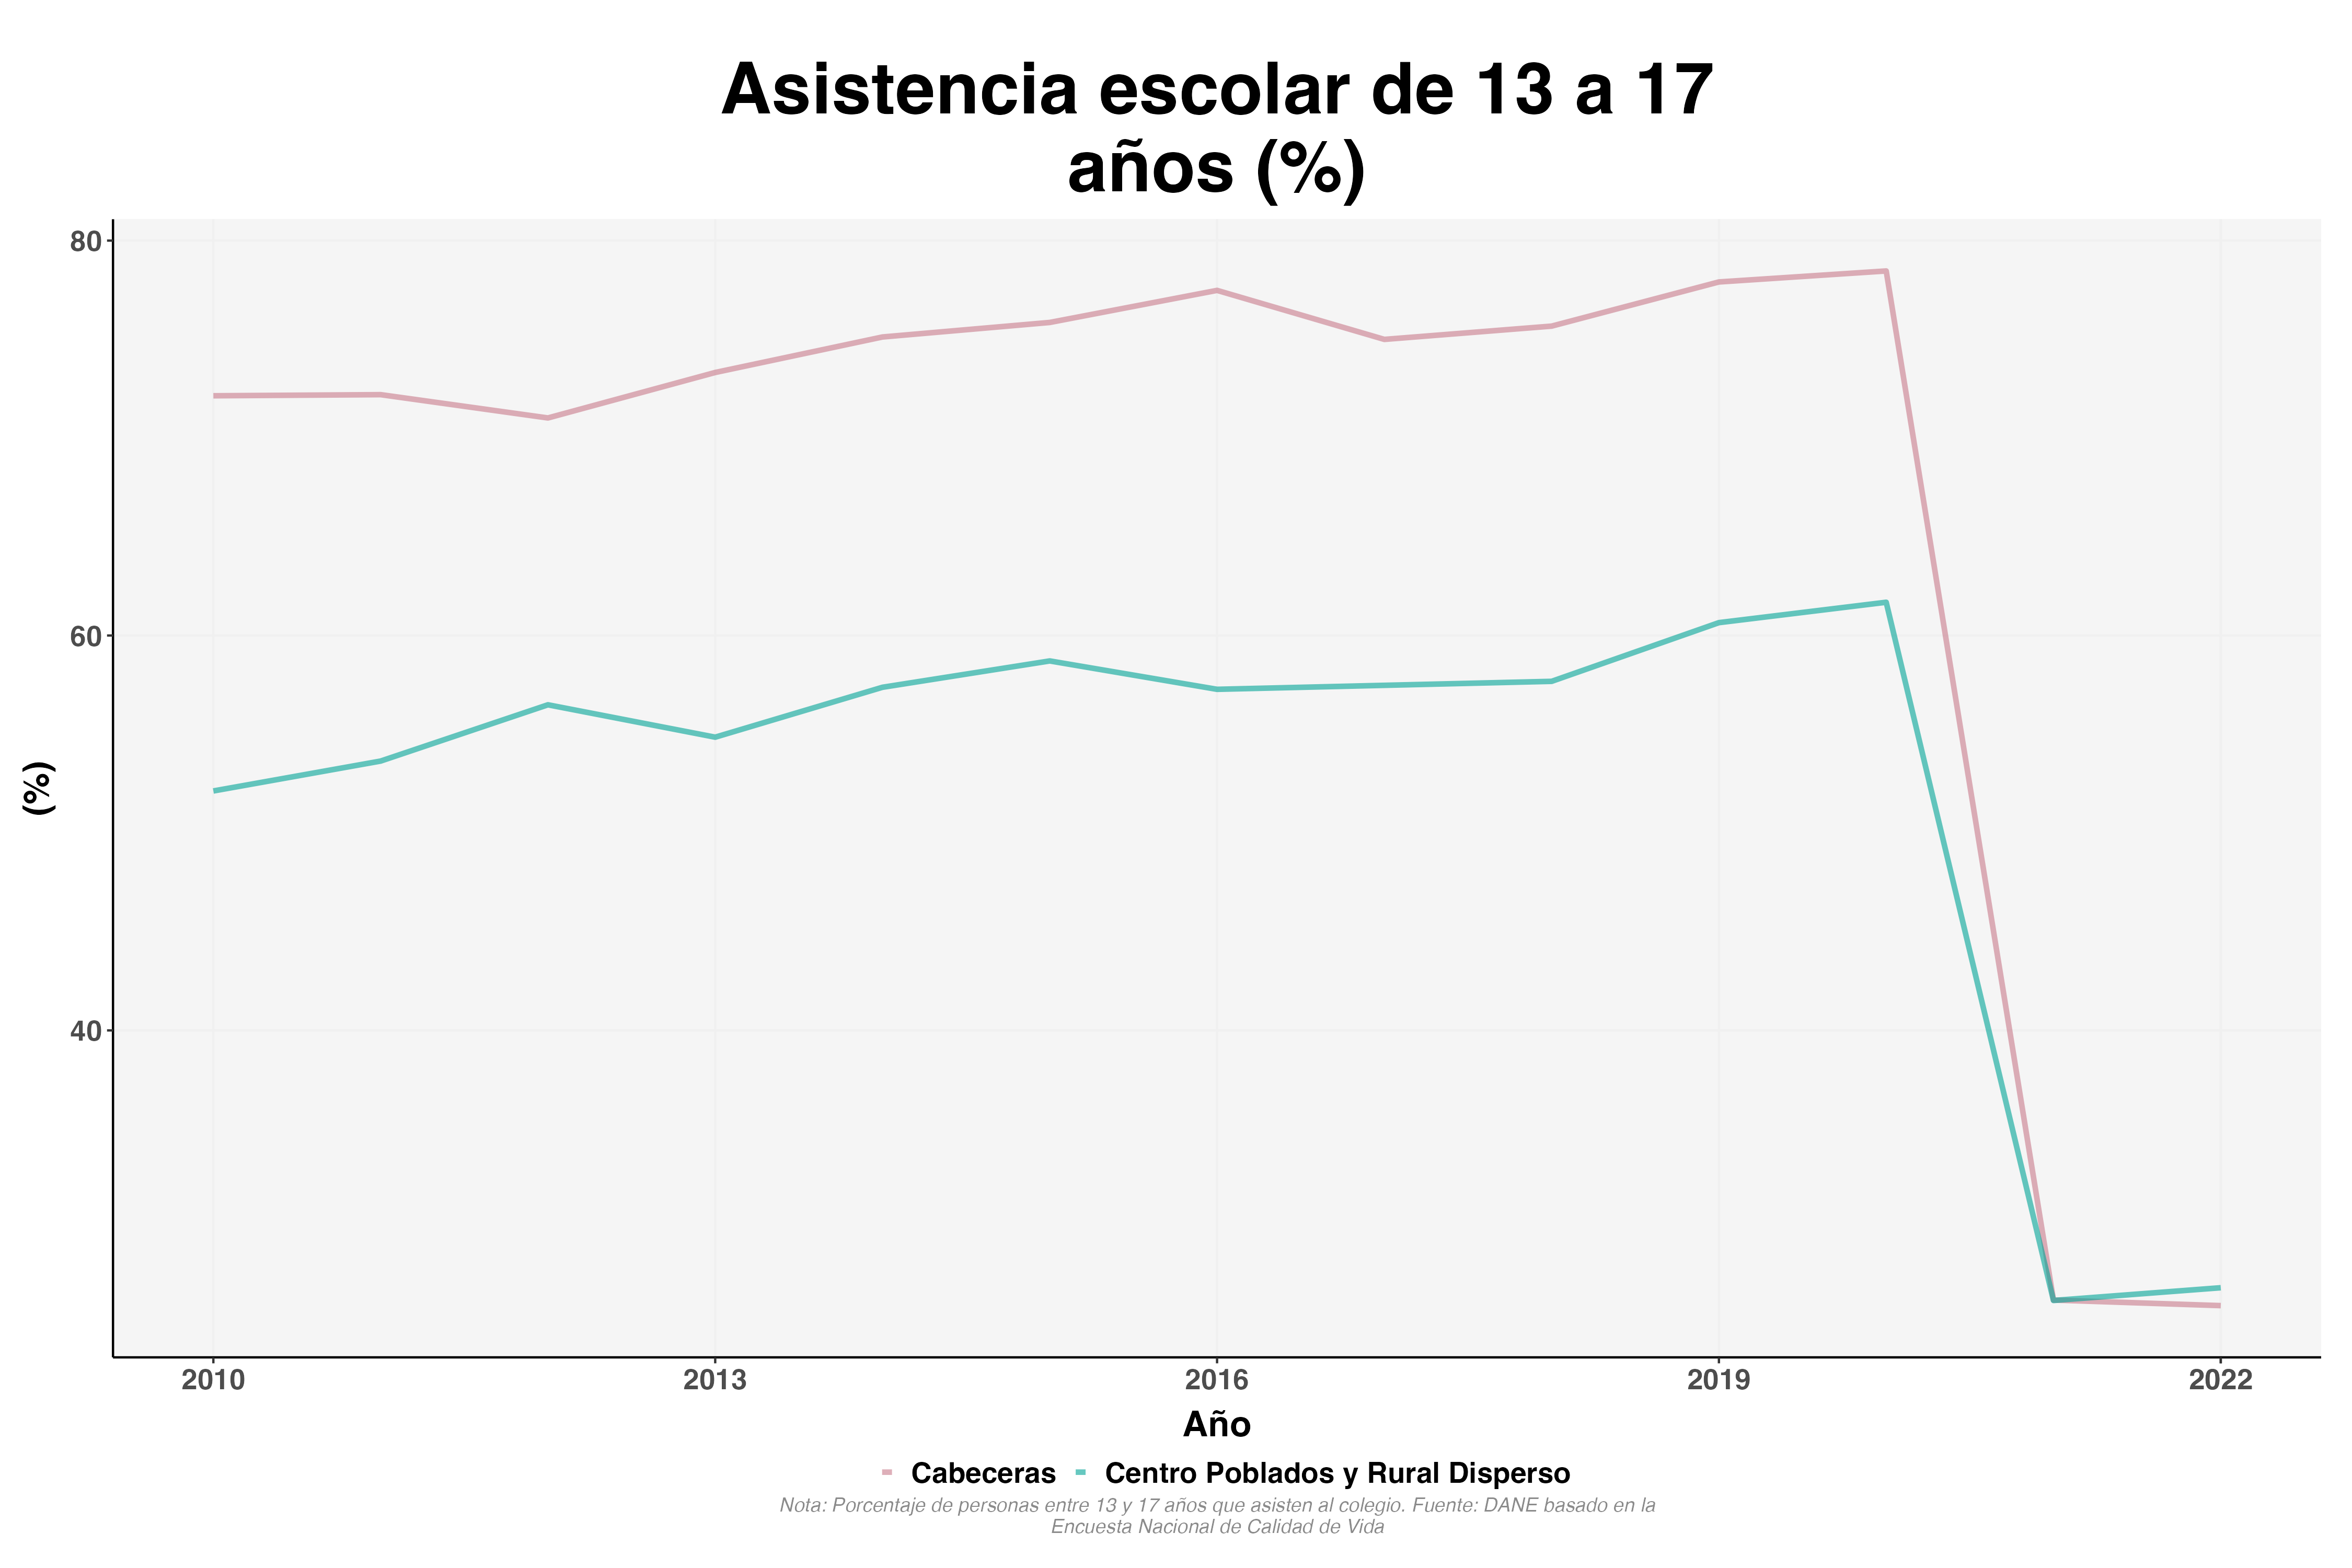 Asistencia escolar de 13 a 17
años (%)
80
60
40
(%)
2010 2013 2016 2019 2022
Año
Cabeceras Centro Poblados y Rural Disperso
Nota: Porcentaje de personas entre 13 y 17 años que asisten al colegio. Fuente: DANE basado en la
Encuesta Nacional de Calidad de Vida